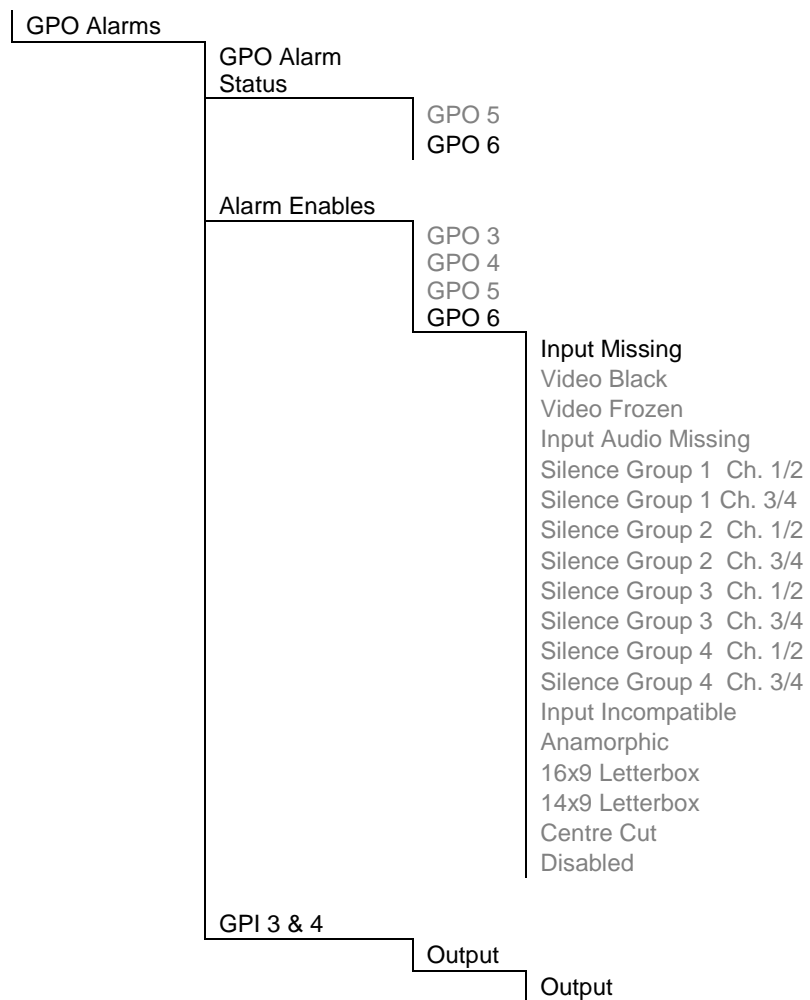 GPO Alarms
GPO Alarm
Status
GPO 5
GPO 6
Alarm Enables
GPO 3
GPO 4
GPO 5
GPO 6
Input Missing
Video Black
Video Frozen
Input Audio Missing
Silence Group 1  Ch. 1/2
Silence Group 1 Ch. 3/4
Silence Group 2  Ch. 1/2
Silence Group 2  Ch. 3/4
Silence Group 3  Ch. 1/2
Silence Group 3  Ch. 3/4
Silence Group 4  Ch. 1/2
Silence Group 4  Ch. 3/4
Input Incompatible
Anamorphic
16x9 Letterbox
14x9 Letterbox
Centre Cut
Disabled
GPI 3 & 4
Output
Output